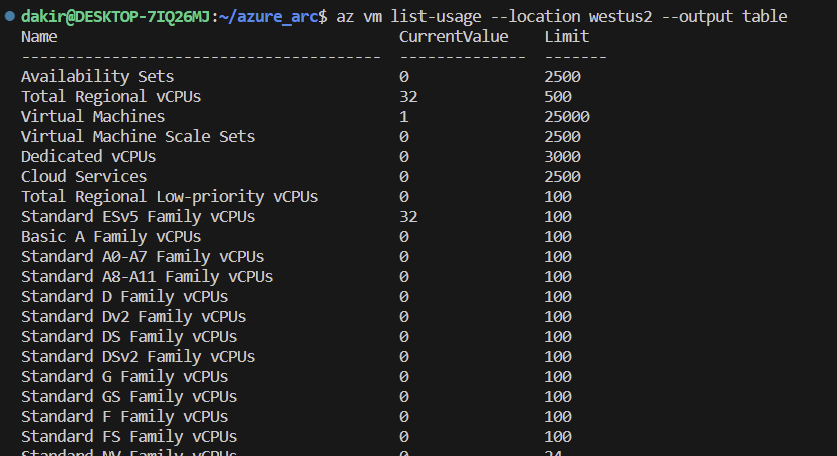 dakir@DESKTOP-7IQ26MJ:~/azure_arc$ az vm list-usage --location westus2 --output table
Name CurrentValue Limit
---------------------------------------- -------------- -------
Availability Sets 0 2500
Total Regional vCPUs 32 500
Virtual Machines 1 25000
Virtual Machine Scale Sets 0 2500
Dedicated vCPUs 0 3000
Cloud Services 0 2500
Total Regional Low-priority vCPUs 0 100
Standard ESv5 Family vCPUs 32 100
Basic A Family vCPUs 0 100
Standard A0-A7 Family vCPUs 0 100
Standard A8-A11 Family vCPUs 0 100
Standard D Family vCPUs 0 100
Standard Dv2 Family vCPUs 0 100
Standard DS Family vCPUs 0 100
Standard DSv2 Family vCPUs 0 100
Standard G Family vCPUs 0 100
Standard GS Family vCPUs 0 100
Standard F Family vCPUs 0 100
Standard FS Family vCPUs 0 100
Standard NV Family vCPUs 0 24